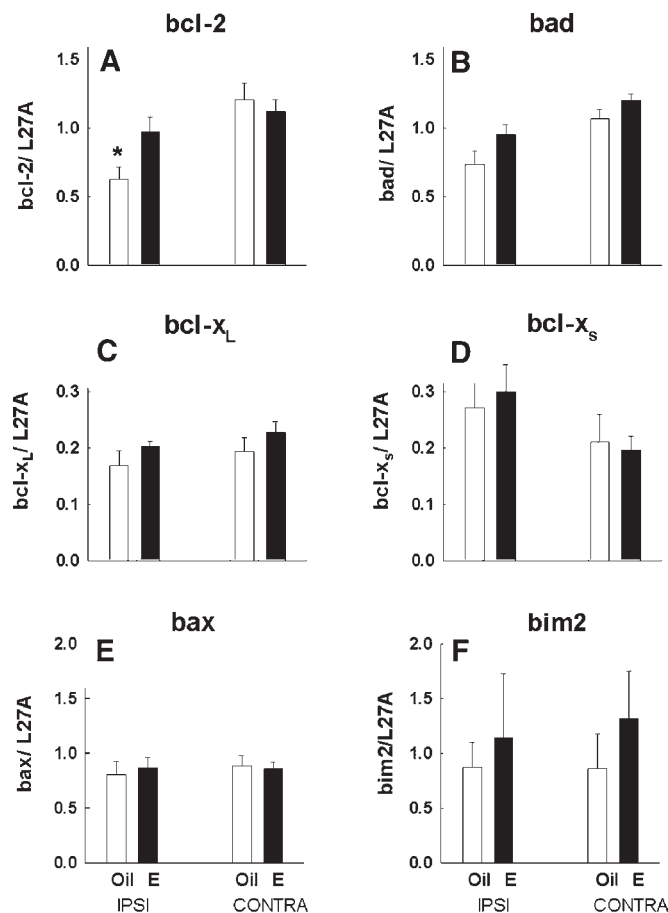 bcl-2
A
bcl-2/ L27A
1.5
1.0
0.5
0.0
*
bad
B
bad/ L27A
1.5
1.0
0.5
0.0
bcl-xL
C
bcl-xL/ L27A
0.3
0.2
0.1
0.0
bcl-xs
D
bcl-xs/ L27A
0.3
0.2
0.1
0.0
bax
E
bax/ L27A
2.0
1.5
1.0
0.5
0.0
Oil E Oil E
IPSI CONTRA
bim2
F
bim2/L27A
2.0
1.5
1.0
0.5
0.0
Oil E Oil E
IPSI CONTRA